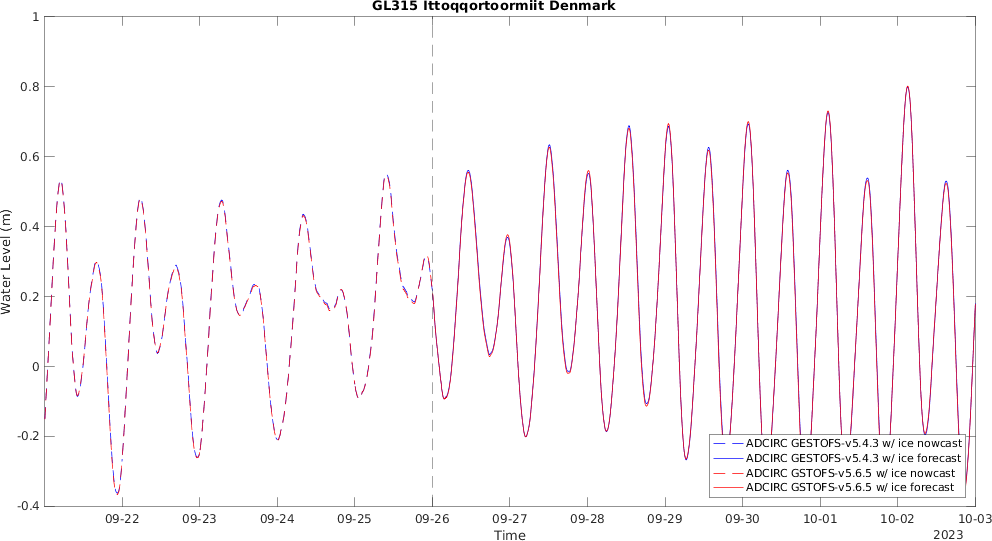 GL315 Ittoqqortoormiit Denmark
1
0.8
0.6
0.4
0.2
0
-0.2
-0.4
Water Level (m)
ADCIRC GESTOFS-v5.4.3 w/ ice nowcast
ADCIRC GESTOFS-v5.4.3 w/ ice forecast
ADCIRC GSTOFS-v5.6.5 w/ ice nowcast
ADCIRC GSTOFS-v5.6.5 w/ ice forecast
09-22 09-23 09-24 09-25 09-26 09-27 09-28 09-29 09-30 10-01 10-02 10-03
Time
2023